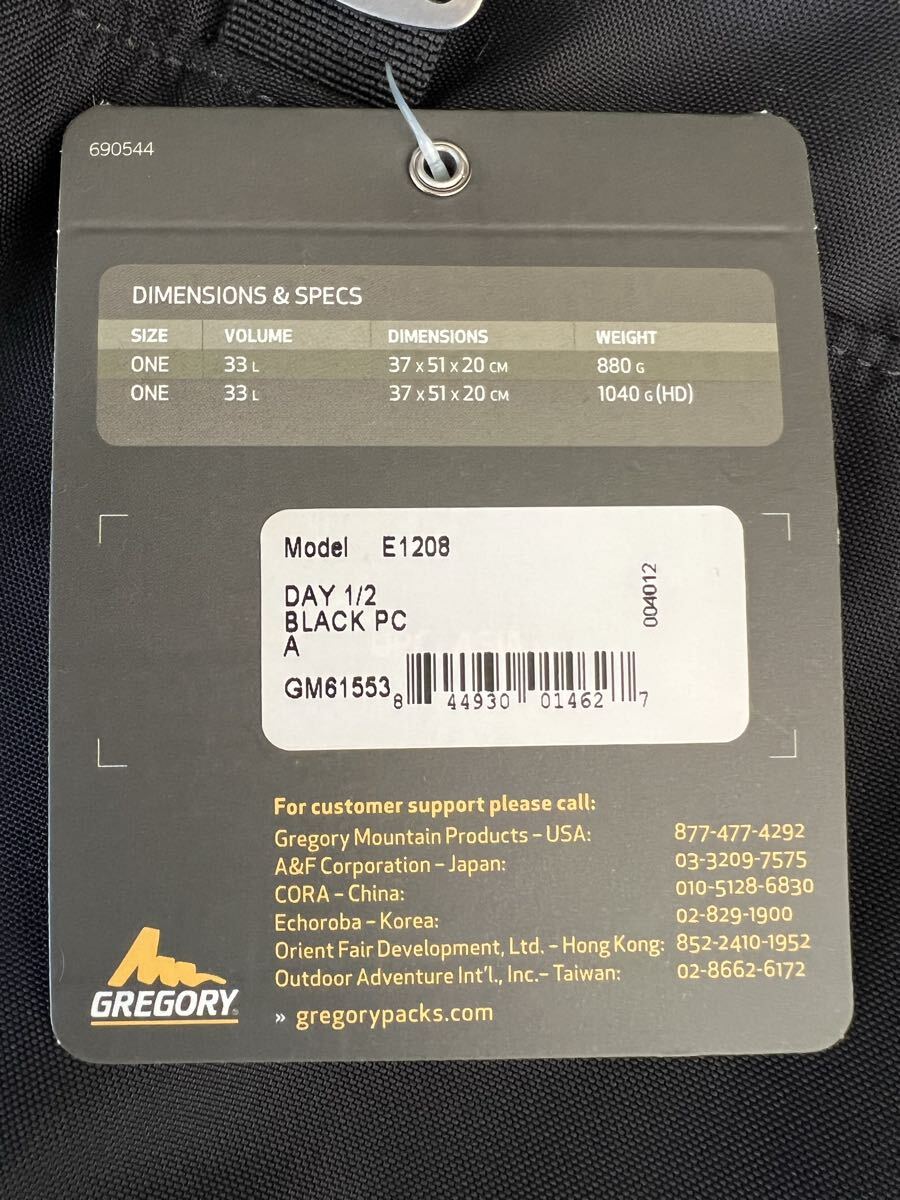 690544
DIMENSIONS & SPECS
SIZE VOLUME DIMENSIONS WEIGHT
ONE 33 L 37 x 51 x 20 CM 880 G
ONE 33 L 37 x 51 x 20 CM 1040 G (HD)
Model E1208
DAY 1/2
BLACK PC
A
004012
GM61553
8 44930 01462 7
For customer support please call:
Gregory Mountain Products – USA: 877-477-4292
A&F Corporation – Japan: 03-3209-7575
CORA – China: 010-5128-6830
Echoroba – Korea: 02-829-1900
Orient Fair Development, Ltd. – Hong Kong: 852-2410-1952
Outdoor Adventure Int'l., Inc.– Taiwan: 02-8662-6172
» gregorypacks.com
GREGORY